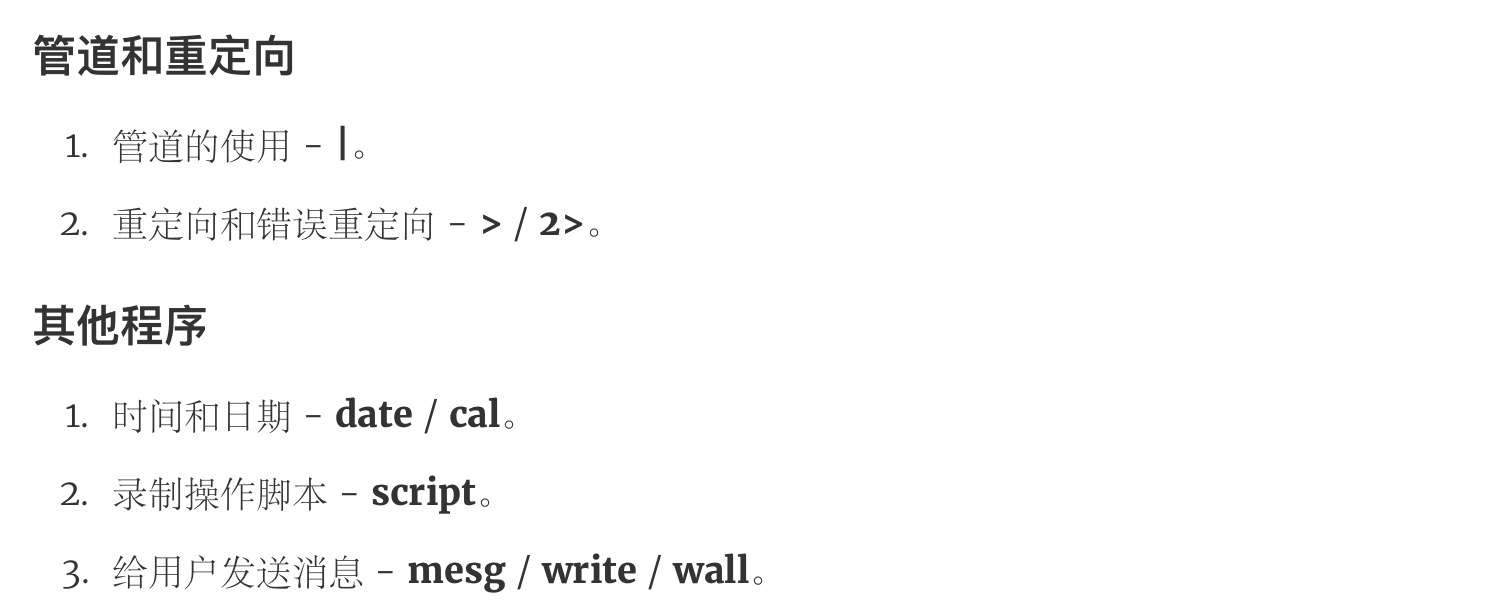 管道和重定向
1. 管道的使用 - |。
2. 重定向和错误重定向 - > / 2>。
其他程序
1. 时间和日期 - date / cal。
2. 录制操作脚本 - script。
3. 给用户发送消息 - mesg / write / wall。